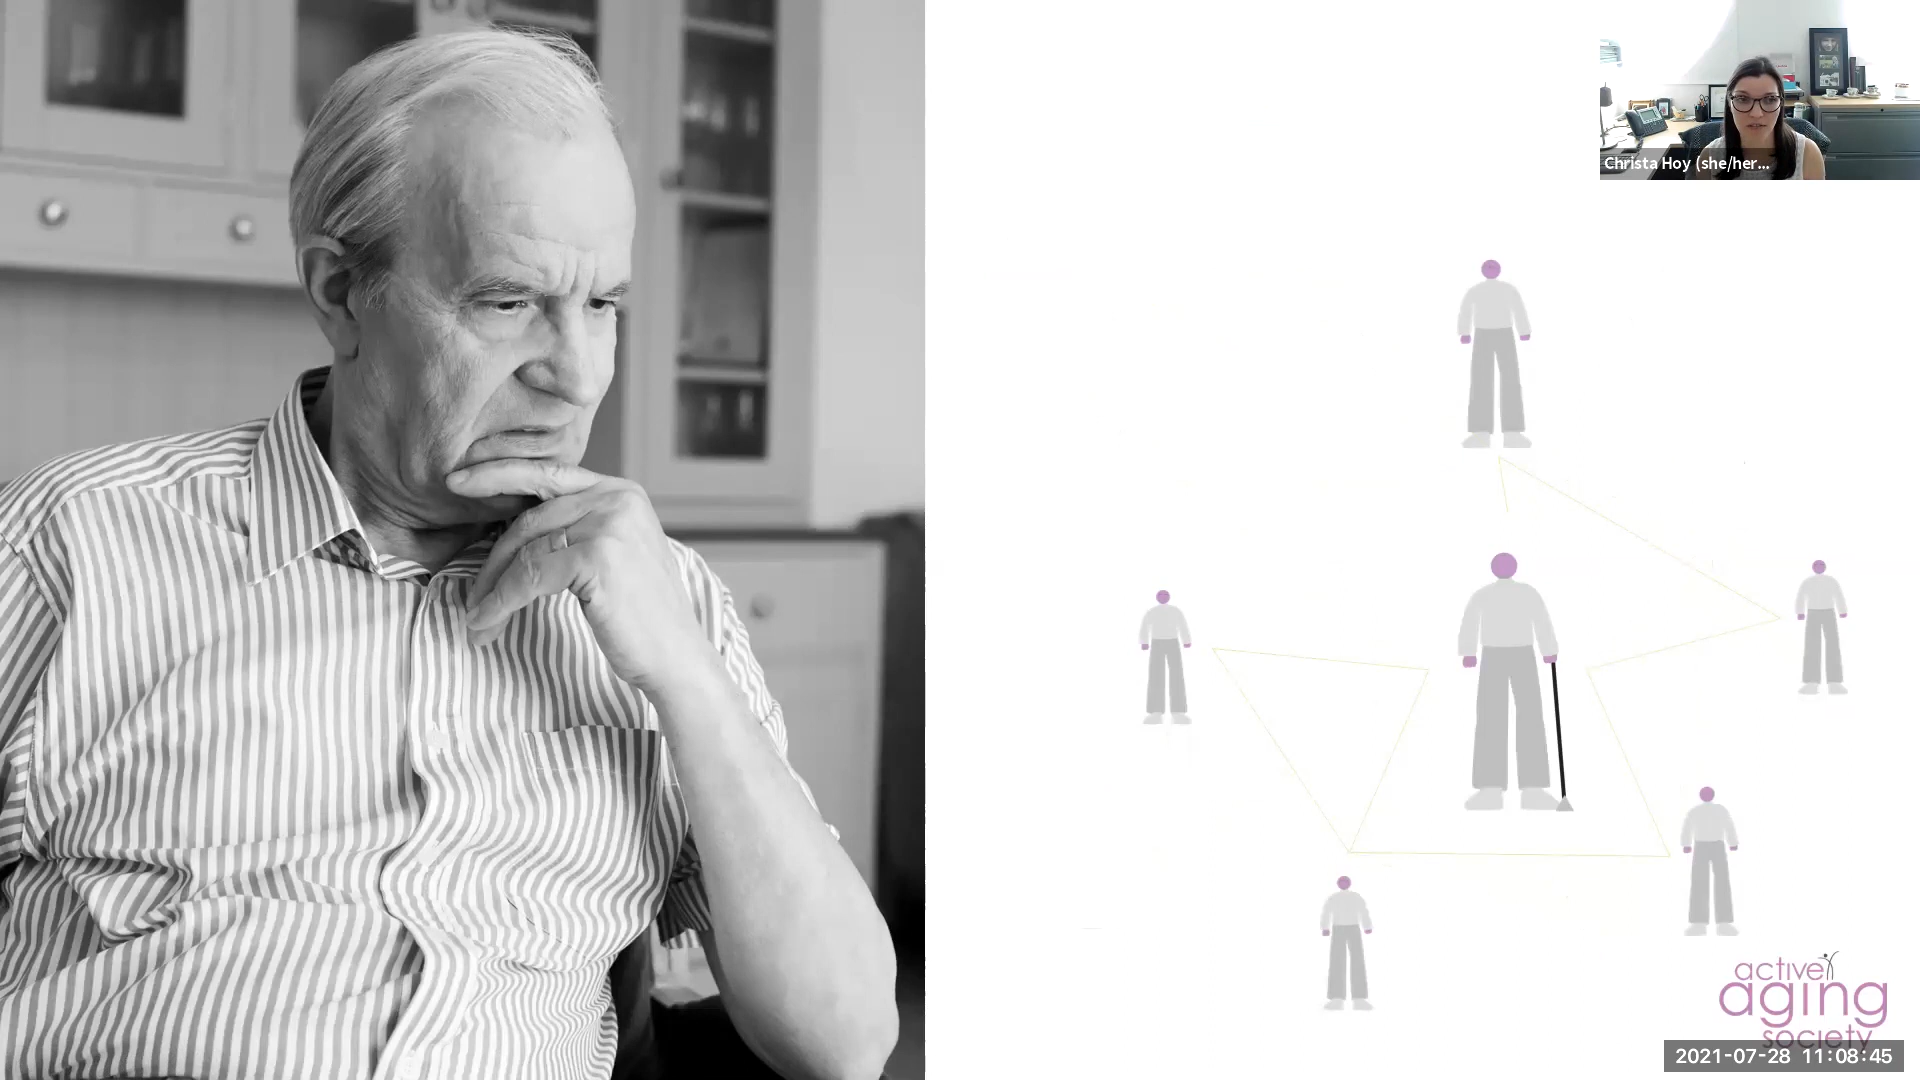 Christa Hoy (she/her...
active
aging
society
2021-07-28 11:08:45